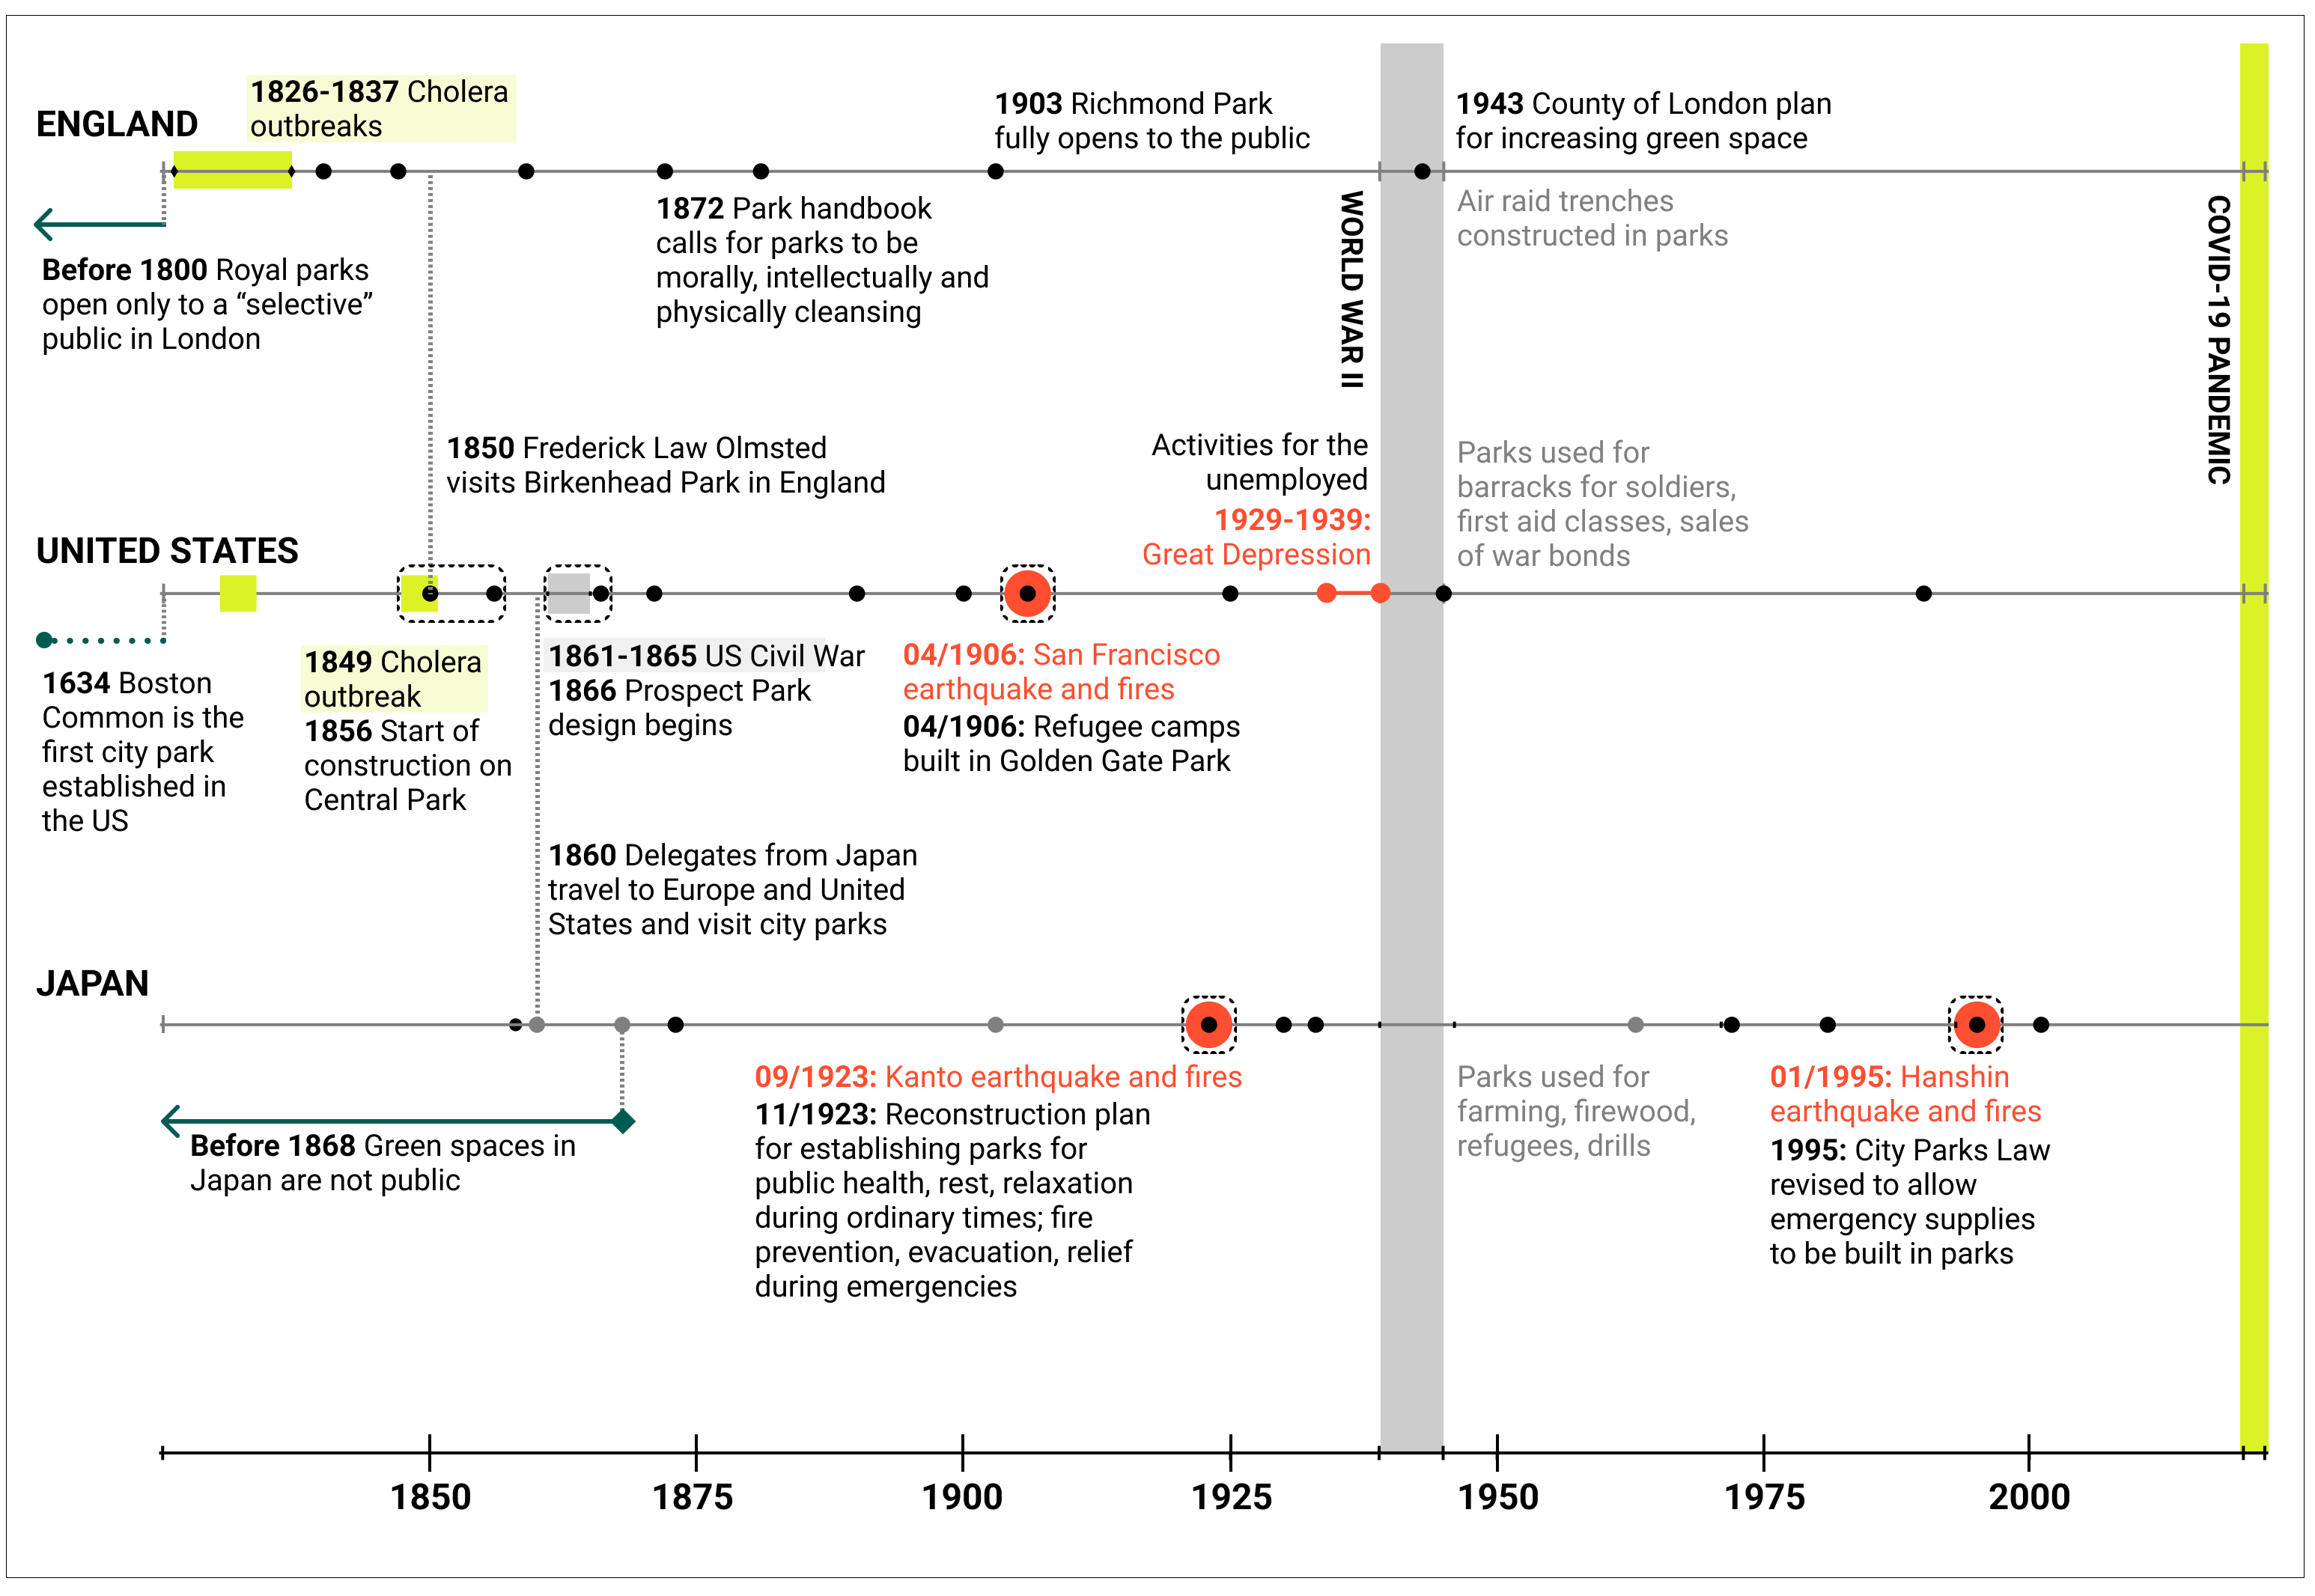 1826-1837 Cholera
outbreaks
ENGLAND
1903 Richmond Park
fully opens to the public
1943 County of London plan
for increasing green space
Before 1800 Royal parks
open only to a “selective”
public in London
1872 Park handbook
calls for parks to be
morally, intellectually and
physically cleansing
WORLD WAR II
Air raid trenches
constructed in parks
COVID-19 PANDEMIC
1850 Frederick Law Olmsted
visits Birkenhead Park in England
Activities for the
unemployed
1929-1939:
Great Depression
Parks used for
barracks for soldiers,
first aid classes, sales
of war bonds
UNITED STATES
1634 Boston
Common is the
first city park
established in
the US
1849 Cholera
outbreak
1856 Start of
construction on
Central Park
1861-1865 US Civil War
1866 Prospect Park
design begins
04/1906: San Francisco
earthquake and fires
04/1906: Refugee camps
built in Golden Gate Park
1860 Delegates from Japan
travel to Europe and United
States and visit city parks
JAPAN
Before 1868 Green spaces in
Japan are not public
09/1923: Kanto earthquake and fires
11/1923: Reconstruction plan
for establishing parks for
public health, rest, relaxation
during ordinary times; fire
prevention, evacuation, relief
during emergencies
Parks used for
farming, firewood,
refugees, drills
01/1995: Hanshin
earthquake and fires
1995: City Parks Law
revised to allow
emergency supplies
to be built in parks
1850 1875 1900 1925 1950 1975 2000